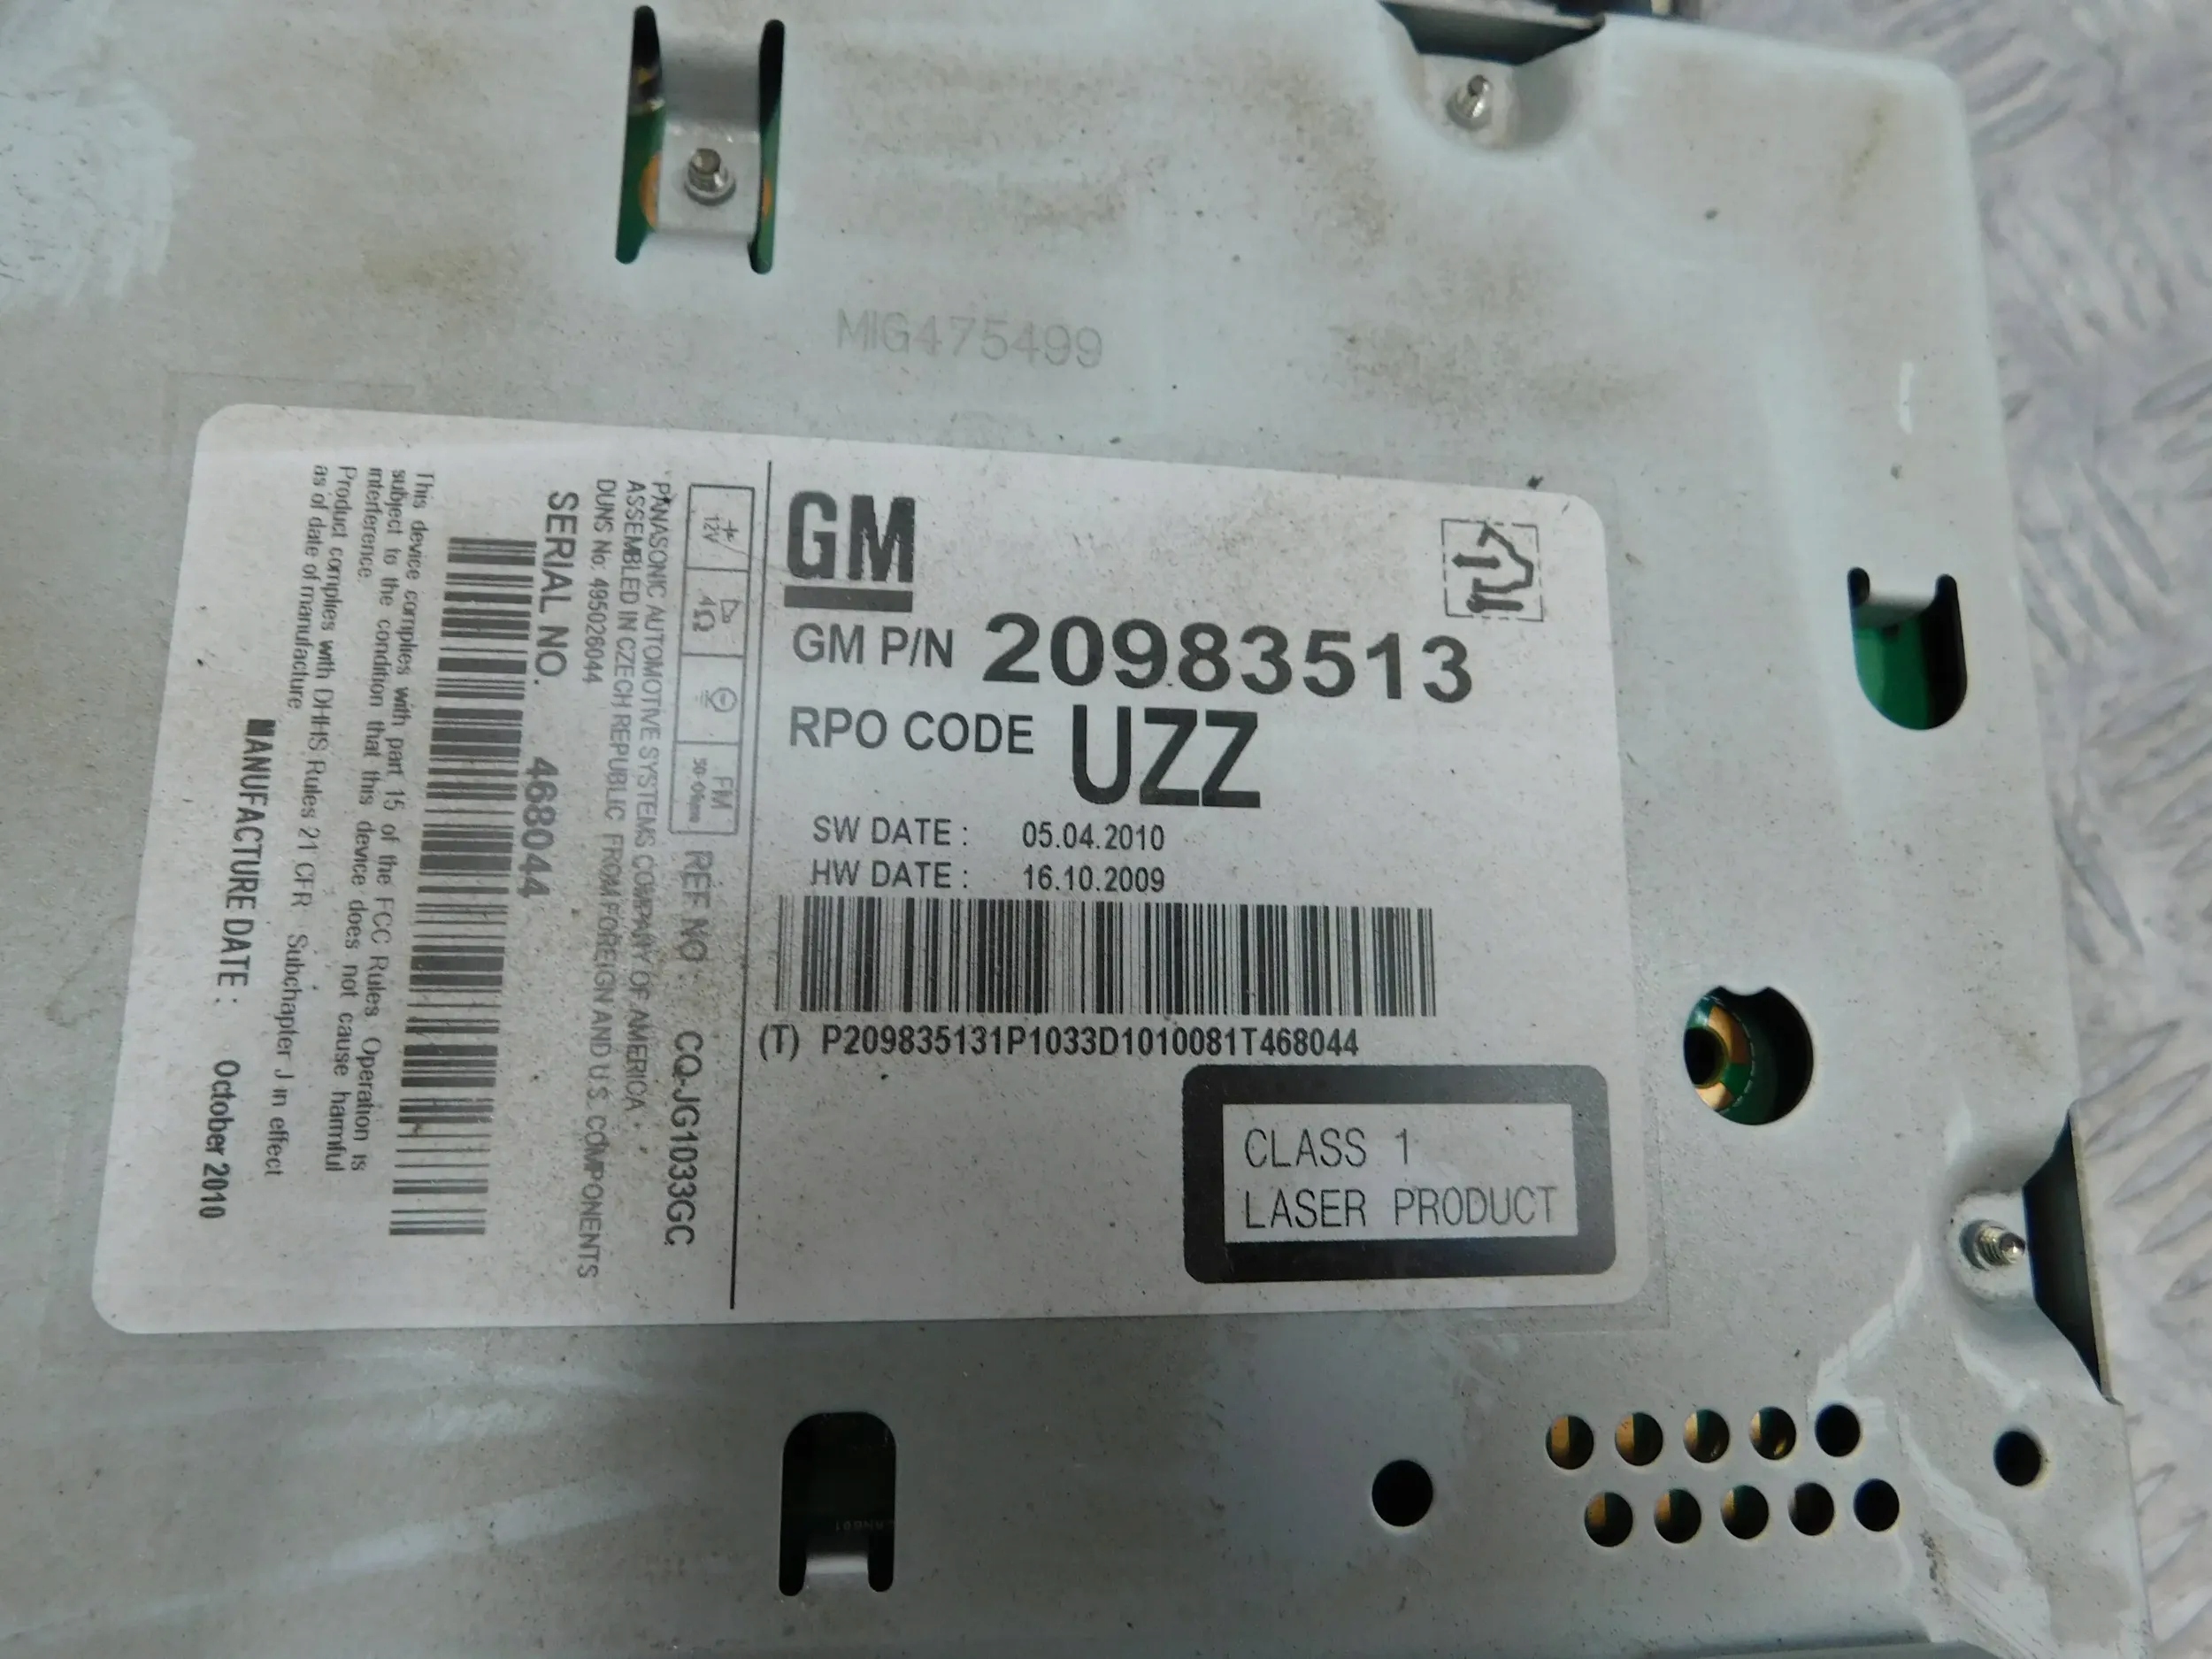 MIG475499
GM
GM P/N 20983513
RPO CODE UZZ
SW DATE : 05.04.2010
HW DATE : 16.10.2009
(T) P209835131P1033D1010081T468044
CLASS 1
LASER PRODUCT
12V
4Ω
FM
REF. NO : CQ-JG1033GC
PANASONIC AUTOMOTIVE SYSTEMS COMPANY OF AMERICA
ASSEMBLED IN CZECH REPUBLIC FROM FOREIGN AND U.S. COMPONENTS
DUNS No: 495026044
SERIAL NO. 468044
This device complies with part 15 of the FCC Rules. Operation is
subject to the condition that this device does not cause harmful
interference.
Product complies with DHHS Rules 21 CFR Subchapter J in effect
as of date of manufacture.
MANUFACTURE DATE : October 2010